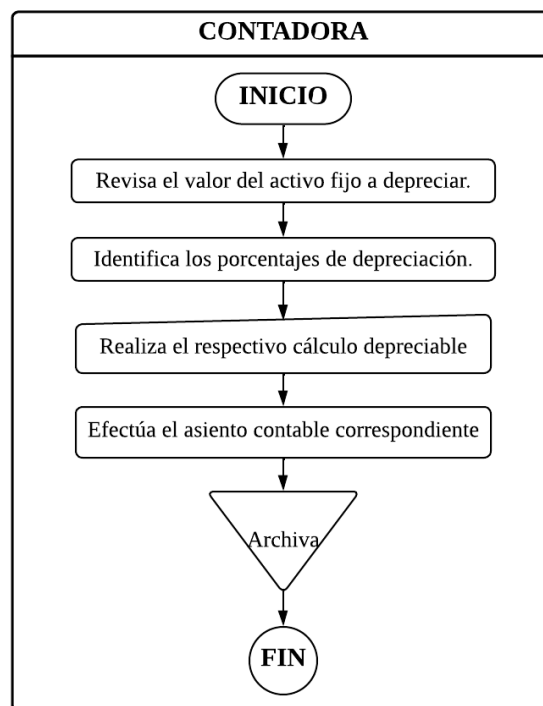 CONTADORA
INICIO
Revisa el valor del activo fijo a depreciar.
Identifica los porcentajes de depreciación.
Realiza el respectivo cálculo depreciable
Efectúa el asiento contable correspondiente
Archiva
FIN